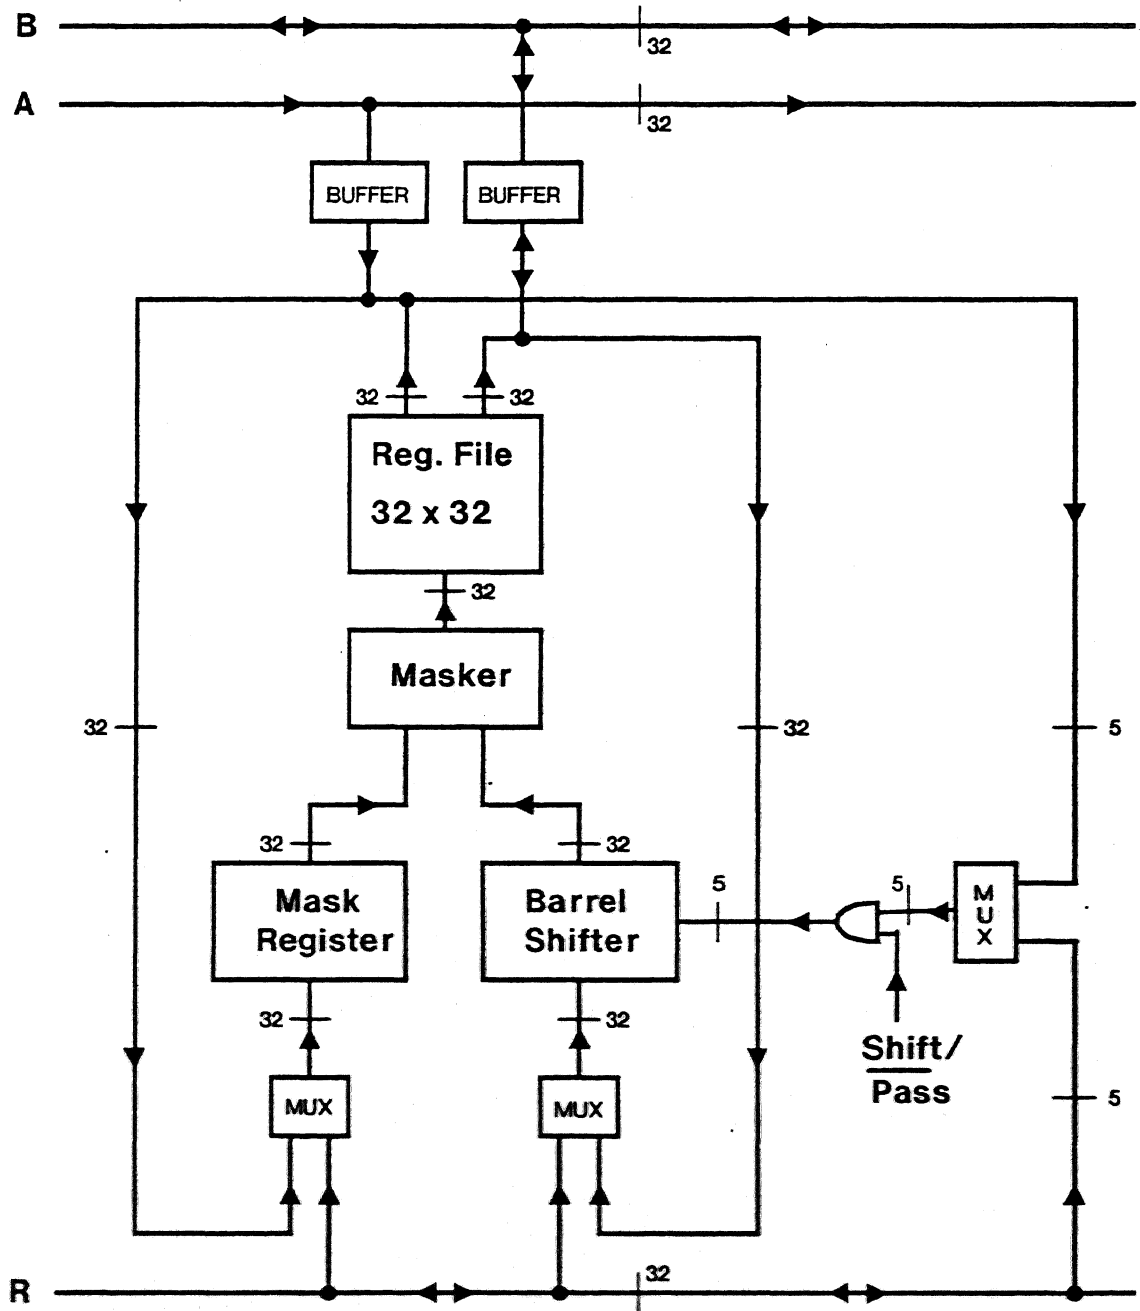 B
32
A
32
BUFFER
BUFFER
32
32
Reg. File
32 x 32
32
Masker
32
32
5
32
32
5
5
Mask
Register
Barrel
Shifter
M
U
X
32
32
Shift/
Pass
MUX
MUX
5
R
32